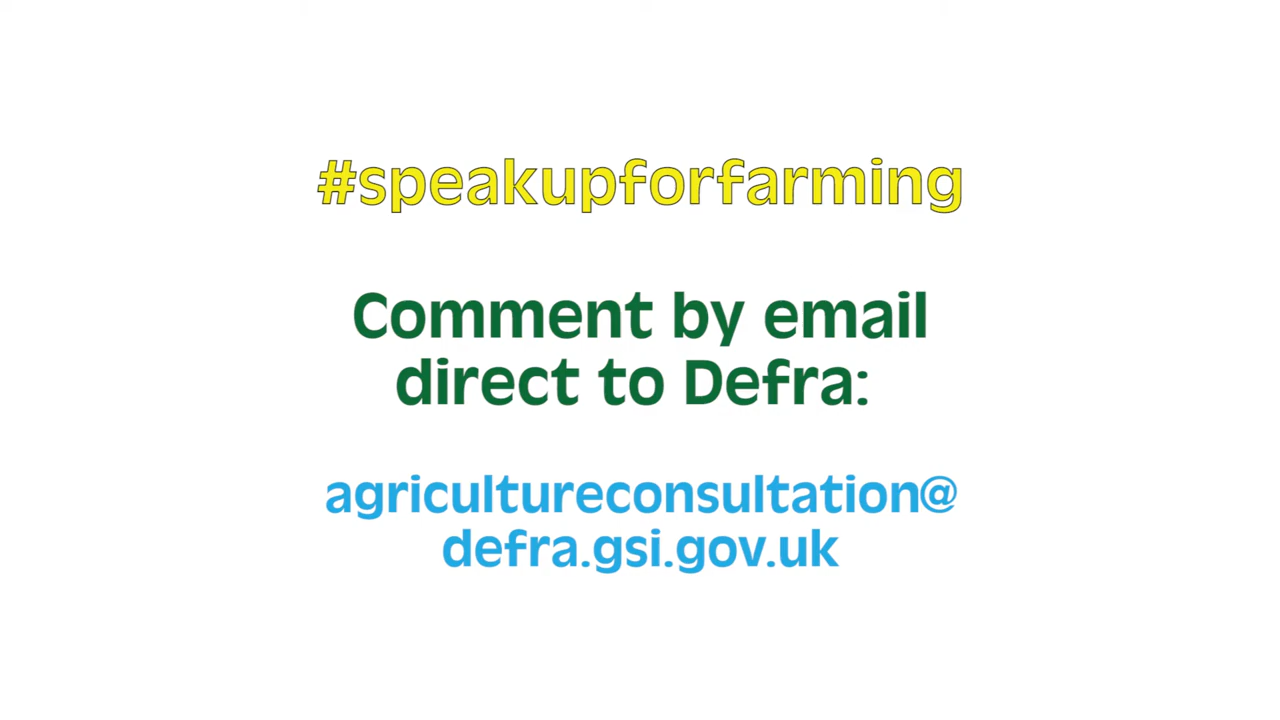 #speakupforfarming
Comment by email
direct to Defra:
agricultureconsultation@
defra.gsi.gov.uk